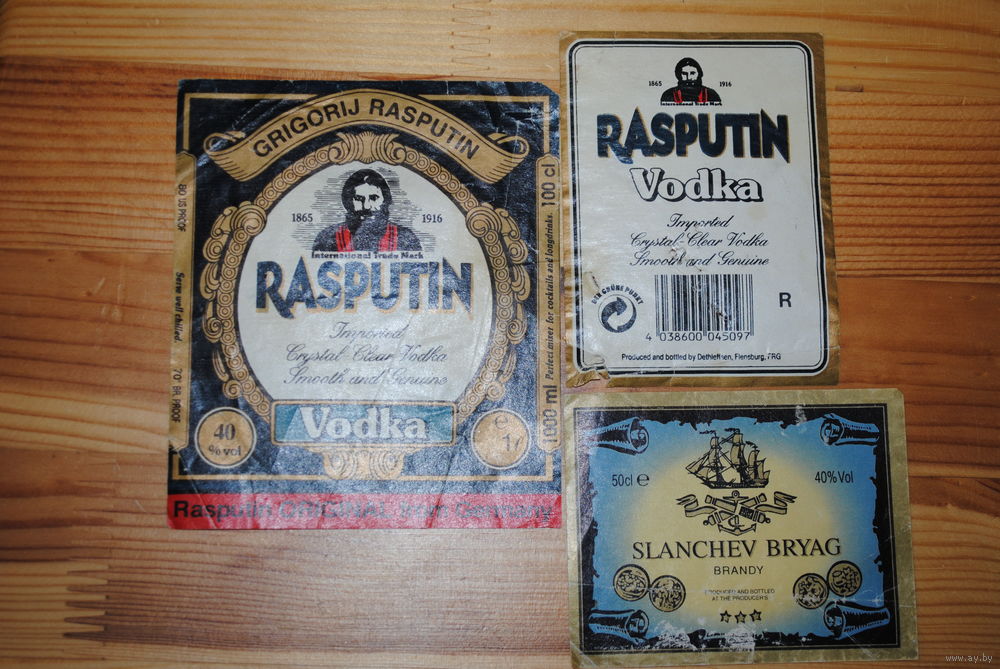 GRIGORIJ RASPUTIN
80 US PROOF
Serve well chilled.
70° BR. PROOF
1865
1916
International Trade Mark
RASPUTIN
Imported
Crystal-Clear Vodka
Smooth and Genuine
Vodka
40
% vol
e
1l
1000 ml
Perfect mixer for cocktails and longdrinks.
100 cl
Rasputin ORIGINAL from Germany
1865
1916
International Trade Mark
RASPUTIN
Vodka
Imported
Crystal-Clear Vodka
Smooth and Genuine
DER GRÜNE PUNKT
R
4 038600 045097
Produced and bottled by Dethleffsen, Flensburg, FRG
50cl e
40% Vol
SLANCHEV BRYAG
BRANDY
PRODUCED AND BOTTLED
AT THE PRODUCER'S
www.ay.by